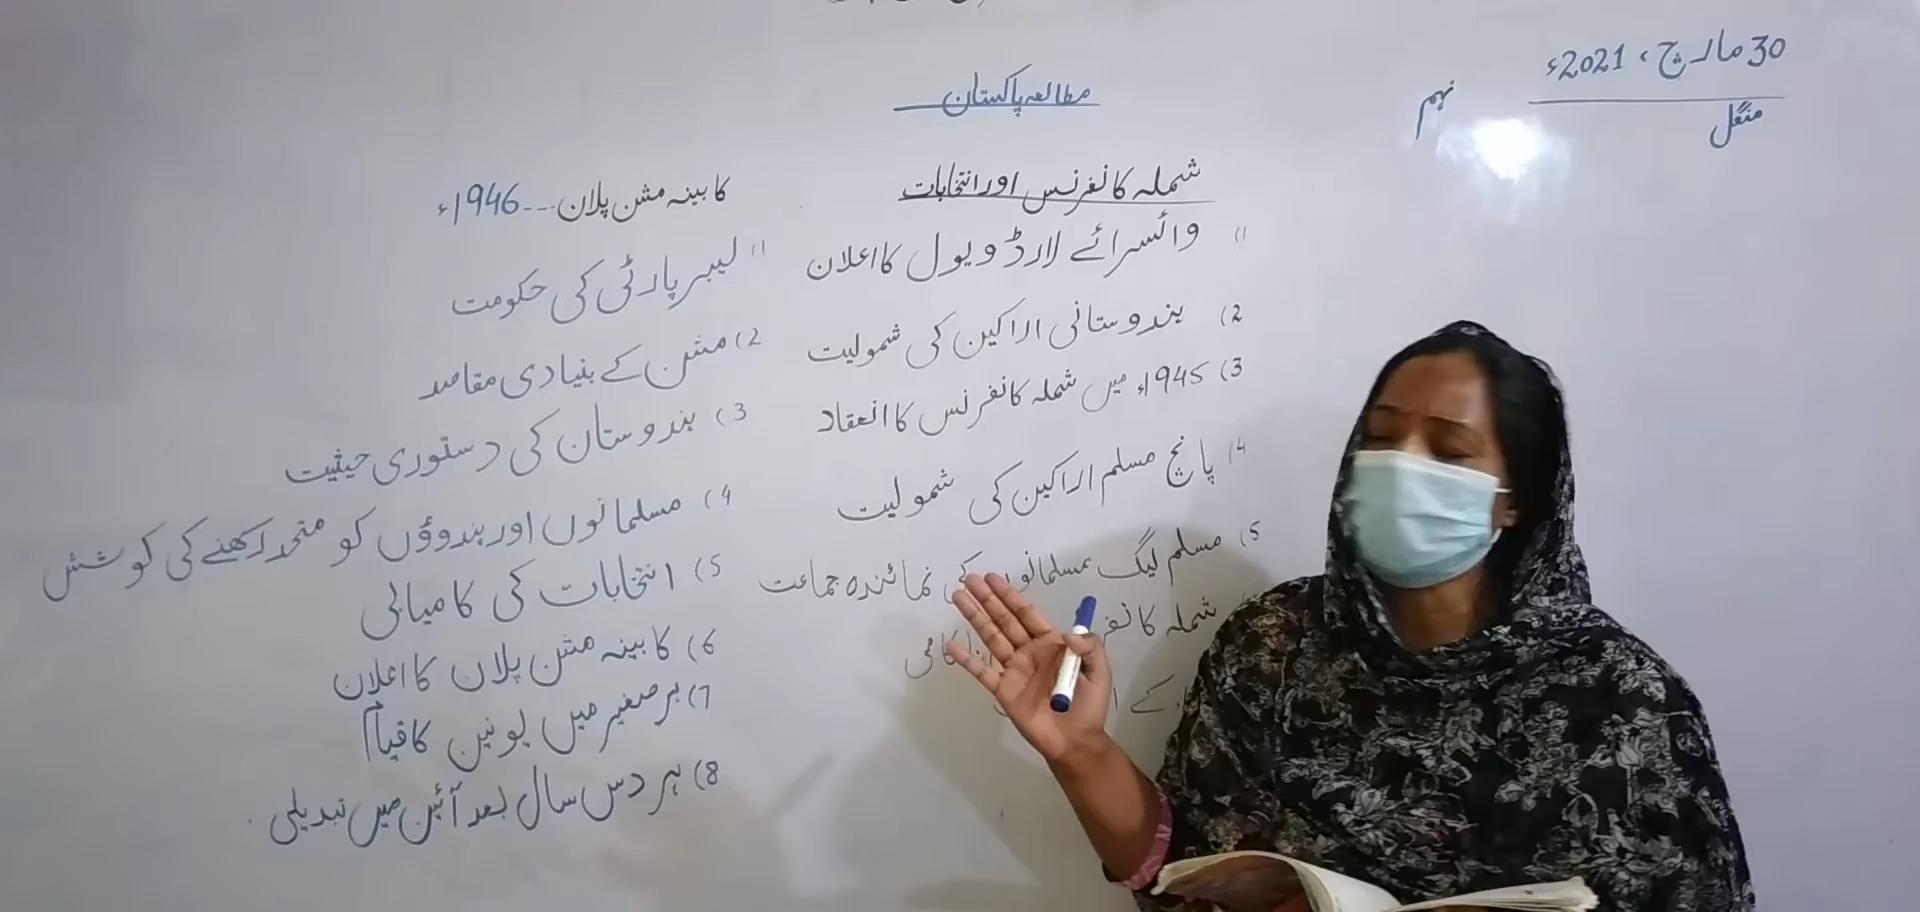 30 مارچ، 2021ء
منگل
نہم
مطالعہ پاکستان
شملہ کانفرنس اور انتخابات
1) وائسرائے لارڈ ویول کا اعلان
2) ہندوستانی اراکین کی شمولیت
3) 1945ء میں شملہ کانفرنس کا انعقاد
4) پانچ مسلم اراکین کی شمولیت
5) مسلم لیگ مسلمانوں کی نمائندہ جماعت
شملہ کانفر ناکامی
کے
کابینہ مشن پلان ---1946ء
1) لیبر پارٹی کی حکومت
2) مشن کے بنیادی مقاصد
3) ہندوستان کی دستوری حیثیت
4) مسلمانوں اور ہندوؤں کو متحد رکھنے کی کوشش
5) انتخابات کی کامیابی
6) کابینہ مشن پلان کا اعلان
7) برصغیر میں یونین کا قیام
8) ہر دس سال بعد آئین میں تبدیلی